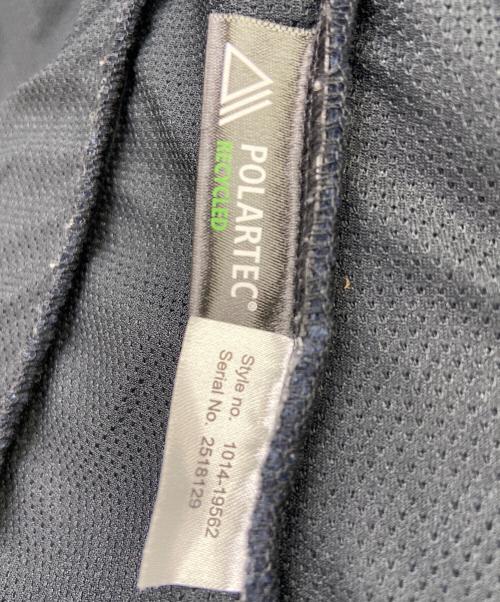 POLARTEC®
RECYCLED
Style no. 1014-19562
Serial No. 2518129